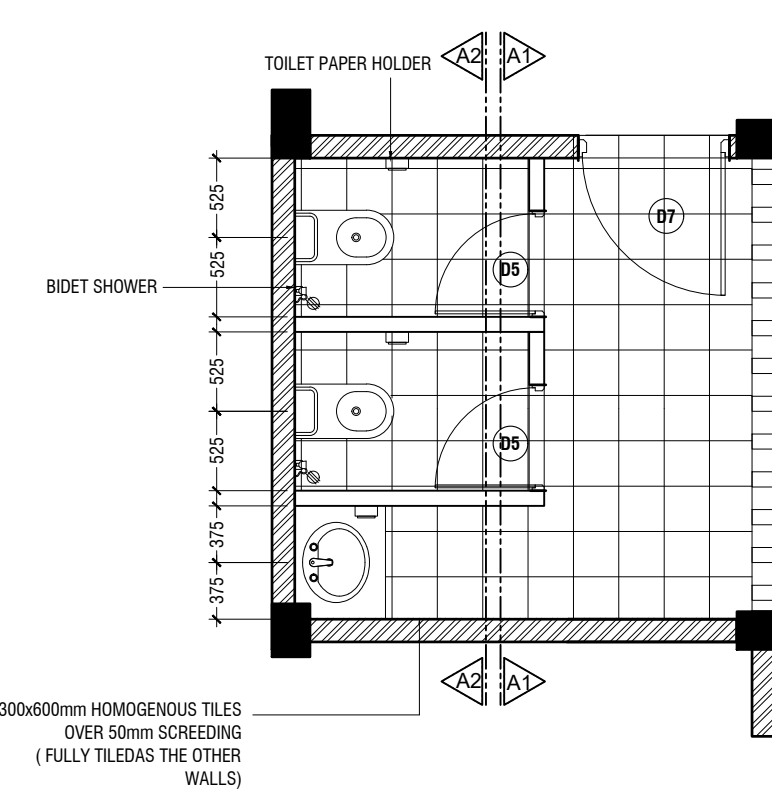 TOILET PAPER HOLDER
A2 A1
525
D7
525
D5
BIDET SHOWER
525
525
D5
375
375
A2 A1
300x600mm HOMOGENOUS TILES
OVER 50mm SCREEDING
( FULLY TILEDAS THE OTHER
WALLS)